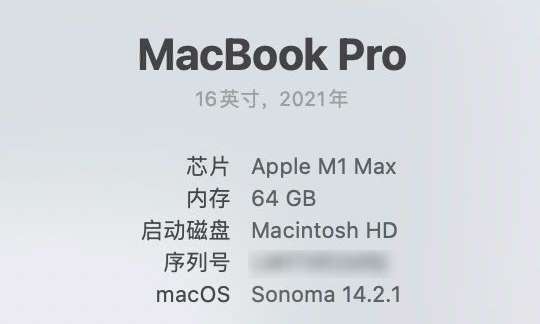 MacBook Pro
16英寸，2021年
芯片 Apple M1 Max
内存 64 GB
启动磁盘 Macintosh HD
序列号
macOS Sonoma 14.2.1